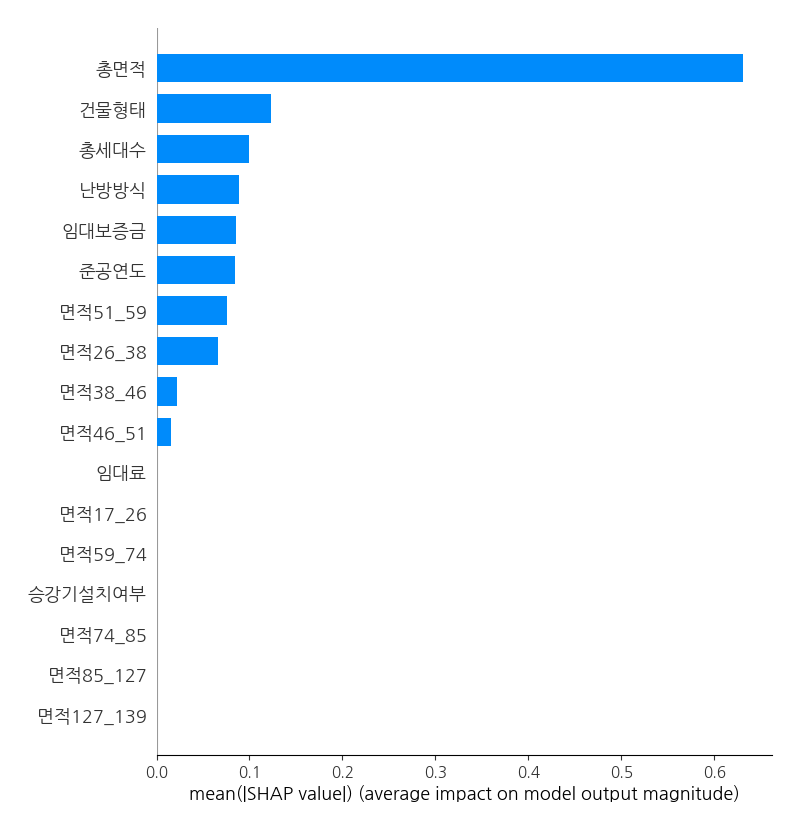 총면적
건물형태
총세대수
난방방식
임대보증금
준공연도
면적51_59
면적26_38
면적38_46
면적46_51
임대료
면적17_26
면적59_74
승강기설치여부
면적74_85
면적85_127
면적127_139
0.0 0.1 0.2 0.3 0.4 0.5 0.6
mean(|SHAP value|) (average impact on model output magnitude)